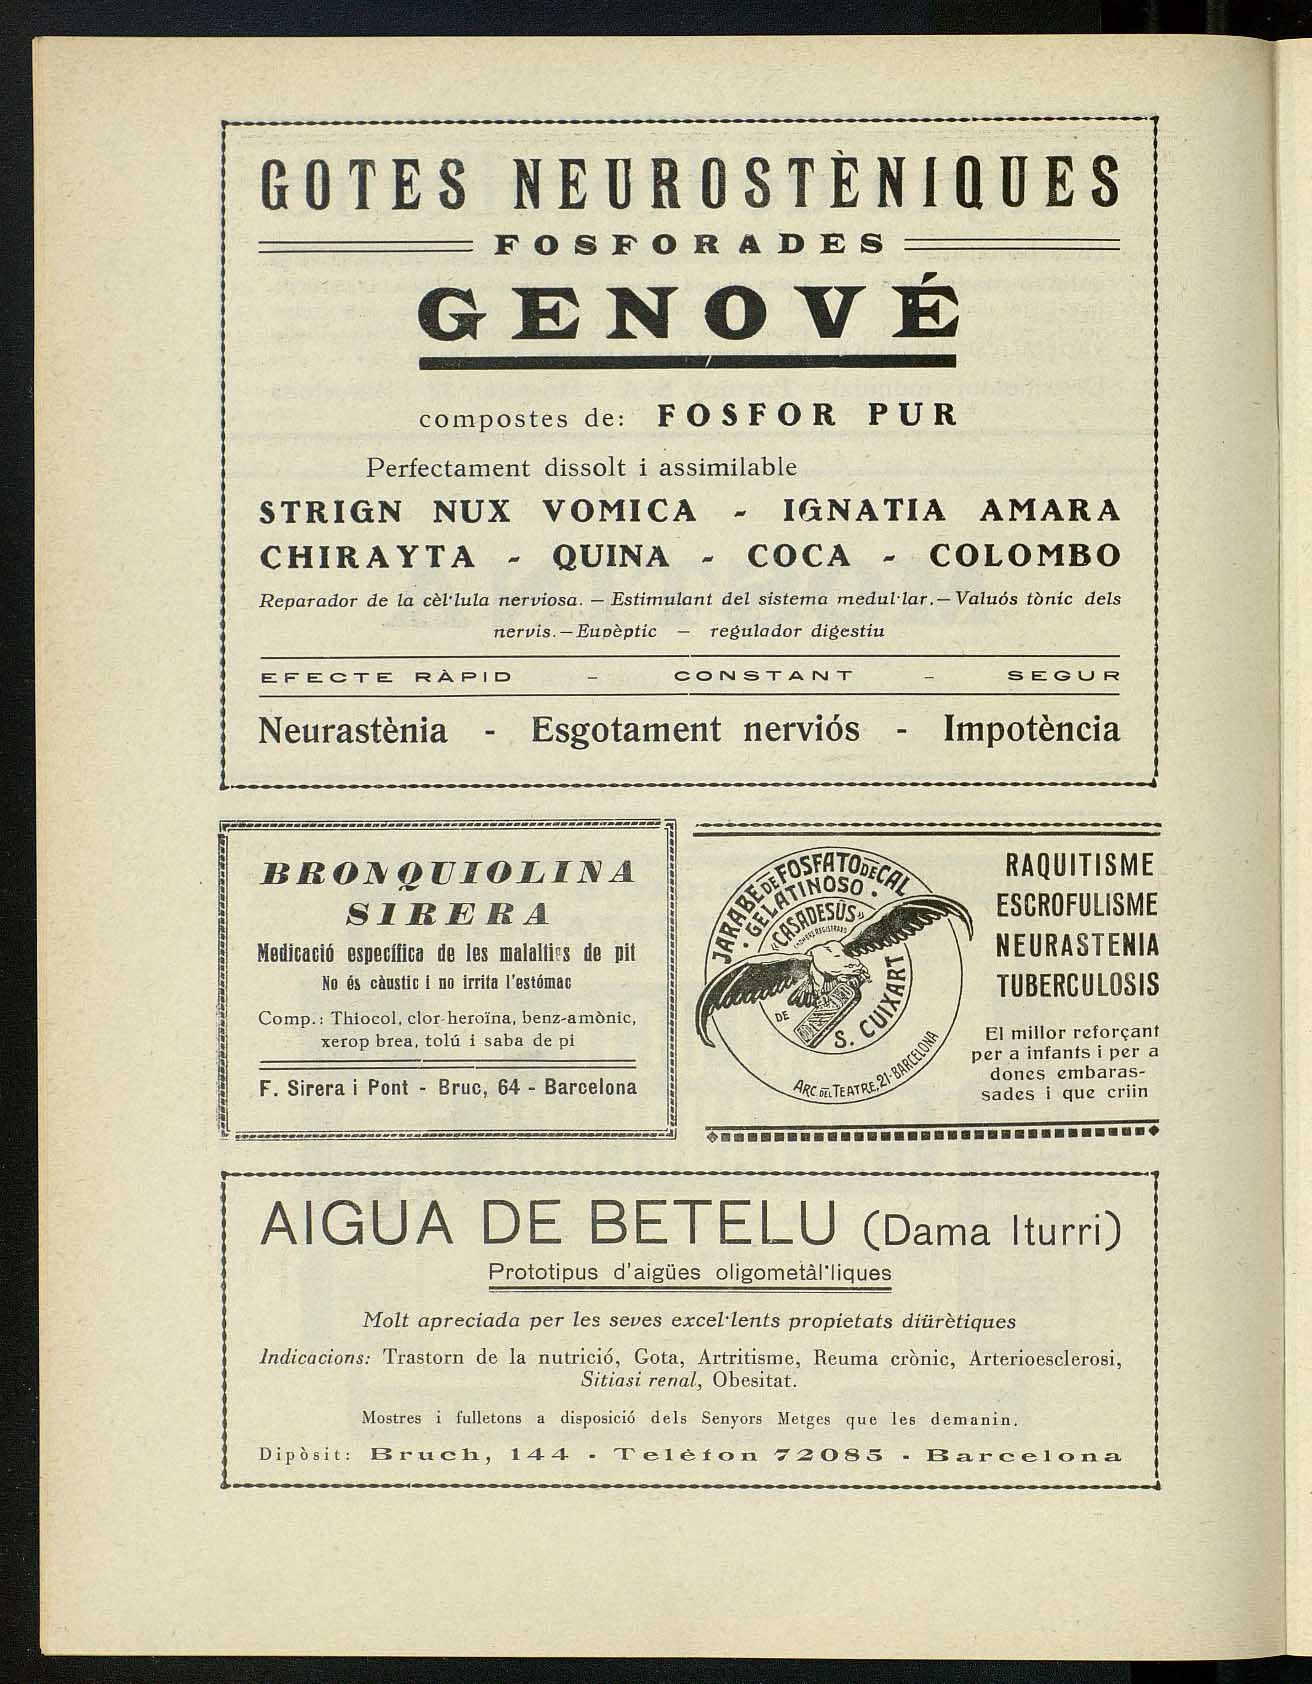 GOTES NEUROSTÈNIQUES
FOSFORADES
GENOVÉ
compostes de: FOSFOR PUR
Perfectament dissolt i assimilable
STRIGN NUX VOMICA - IGNATIA AMARA
CHIRAYTA - QUINA - COCA - COLOMBO
Reparador de la cèl·lula nerviosa. — Estimulant del sistema medul·lar. — Valuós tònic dels
nervis. — Eupèptic — regulador digestiu
EFECTE RÀPID - CONSTANT - SEGUR
Neurastènia - Esgotament nerviós - Impotència
BRONQUIOLINA
SIRERA
Medicació específica de les malalties de pit
No és càustic i no irrita l'estómac
Comp.: Thiocol, clor-heroïna, benz-amònic,
xerop brea, tolú i saba de pi
F. Sirera i Pont - Bruc, 64 - Barcelona
JARABE DE FOSFATO DE CAL
· GELATINOSO ·
"CASADESÚS"
DE
S. CUIXART
ARC DEL TEATRE, 21-BARCELONA
RAQUITISME
ESCROFULISME
NEURASTENIA
TUBERCULOSIS
El millor reforçant
per a infants i per a
dones embaras-
sades i que criin
AIGUA DE BETELU (Dama Iturri)
Prototipus d'aigües oligometàl·liques
Molt apreciada per les seves excel·lents propietats diürètiques
Indicacions: Trastorn de la nutrició, Gota, Artritisme, Reuma crònic, Arterioesclerosi,
Sitiasi renal, Obesitat.
Mostres i fulletons a disposició dels Senyors Metges que les demanin.
Dipòsit: Bruch, 144 - Telèfon 72085 - Barcelona